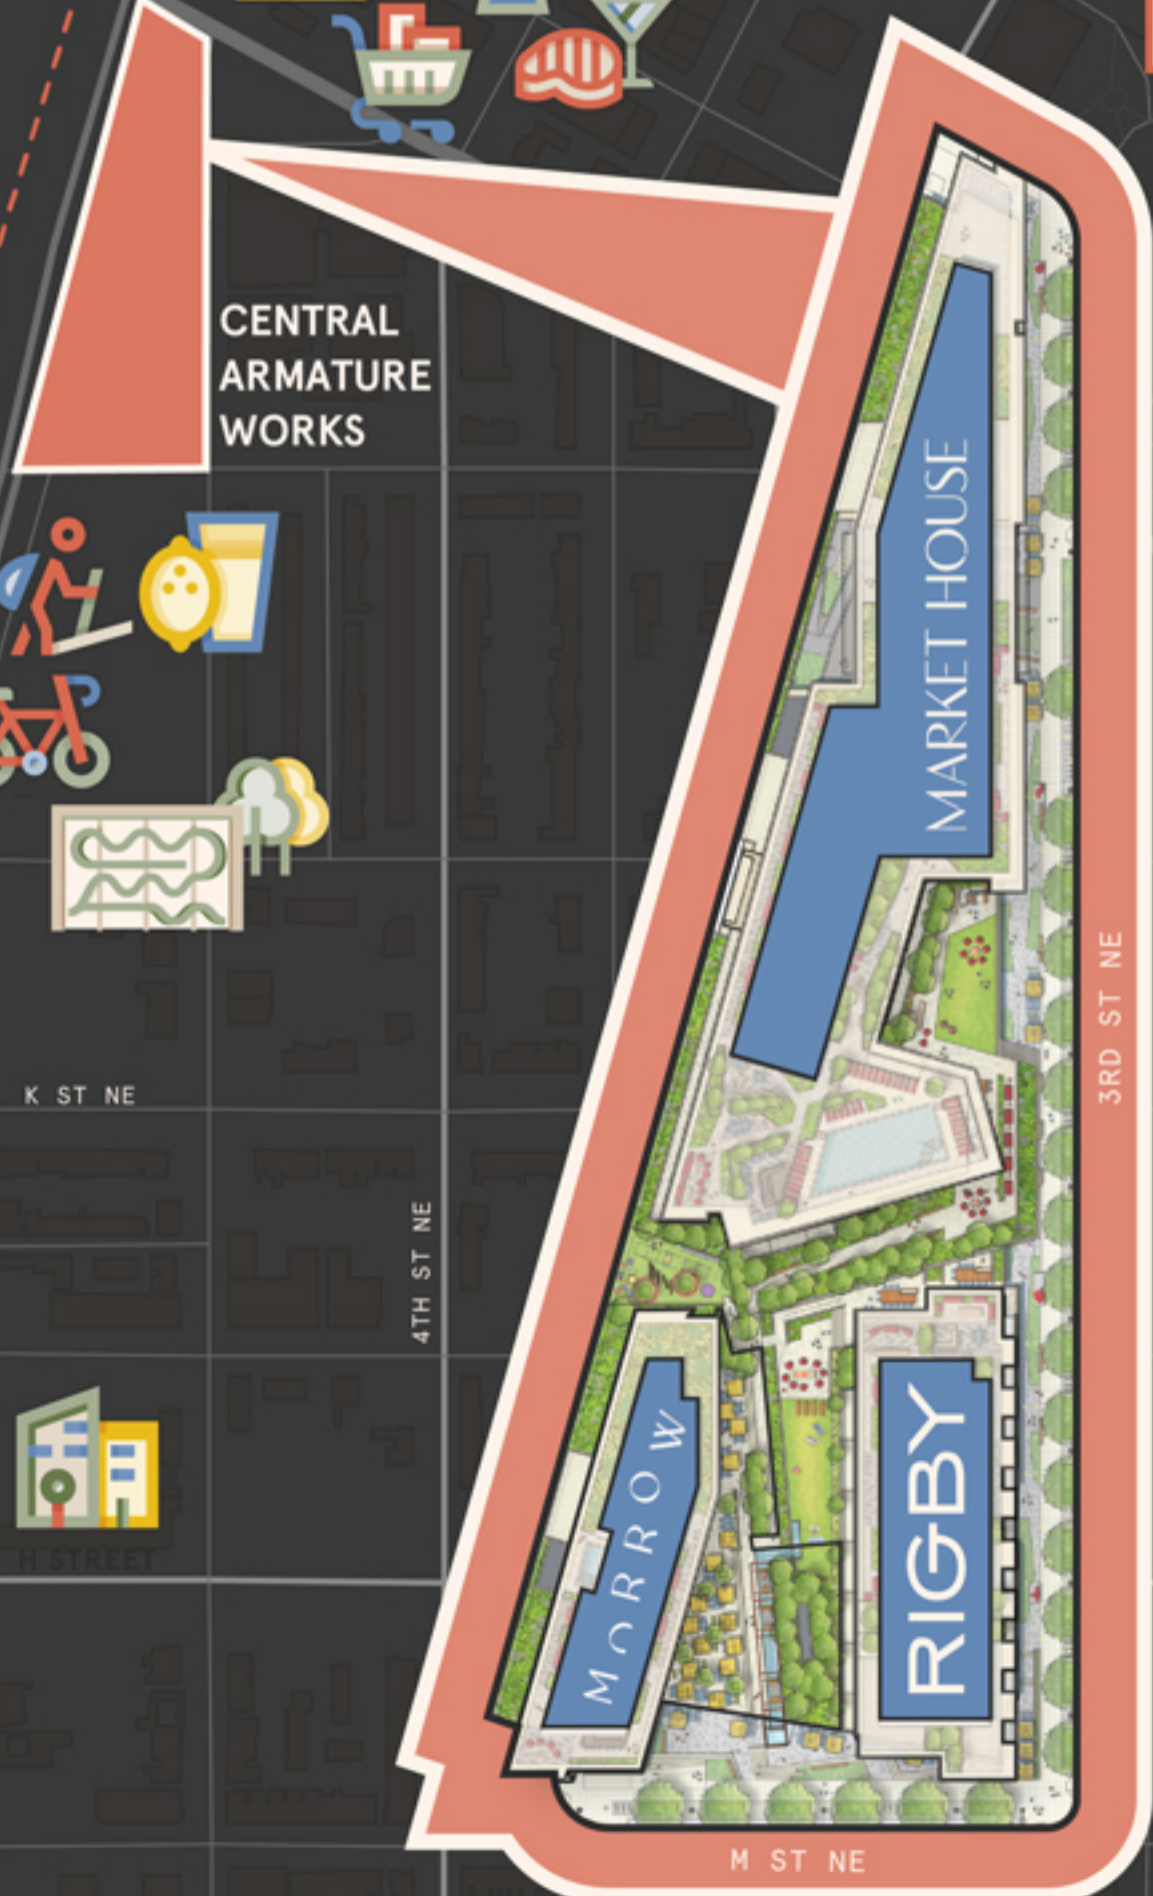 CENTRAL
ARMATURE
WORKS
MARKET HOUSE
3RD ST NE
K ST NE
4TH ST NE
MORROW
RIGBY
H STREET
M ST NE